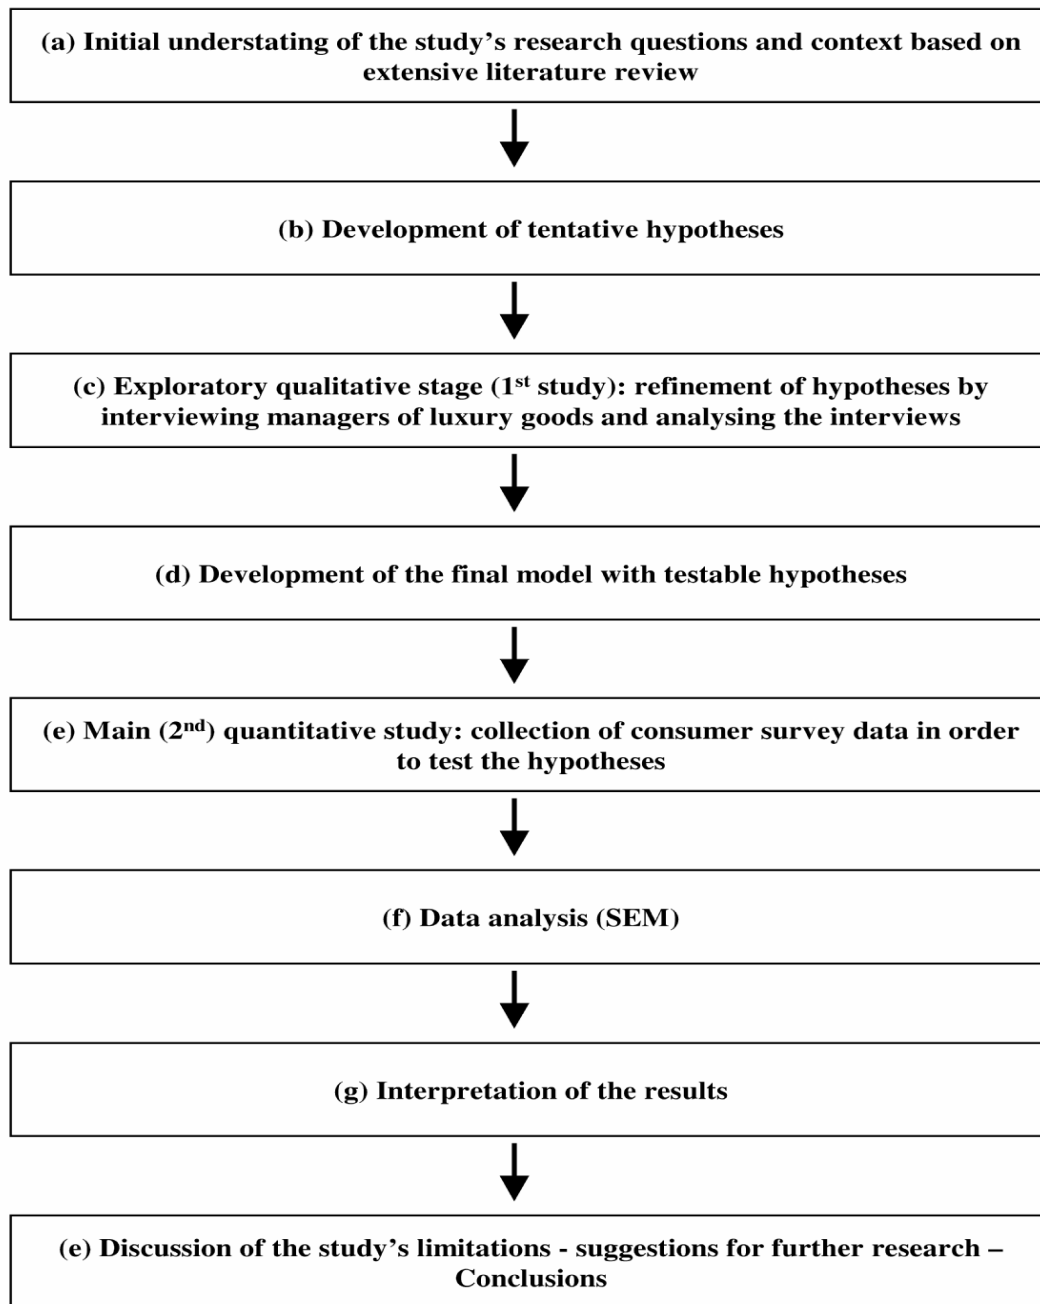 (a) Initial understating of the study’s research questions and context based on
extensive literature review
(b) Development of tentative hypotheses
(c) Exploratory qualitative stage (1st study): refinement of hypotheses by
interviewing managers of luxury goods and analysing the interviews
(d) Development of the final model with testable hypotheses
(e) Main (2nd) quantitative study: collection of consumer survey data in order
to test the hypotheses
(f) Data analysis (SEM)
(g) Interpretation of the results
(e) Discussion of the study’s limitations - suggestions for further research –
Conclusions